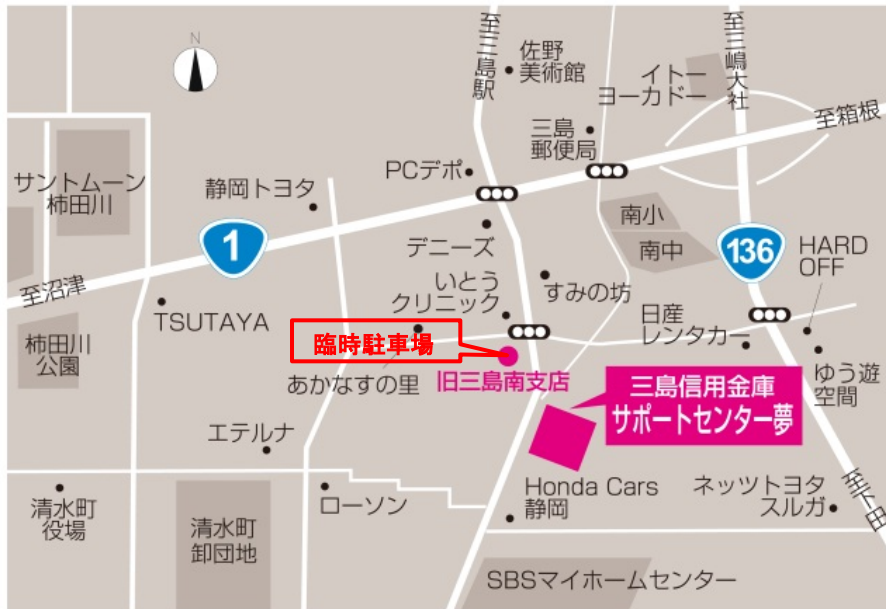 N
至三島駅
佐野
美術館
イトー
ヨーカドー
至三嶋大社
至箱根
三島
郵便局
PCデポ
サントムーン
柿田川
静岡トヨタ
南小
南中
1
デニーズ
136
HARD
OFF
至沼津
いとう
クリニック
すみの坊
TSUTAYA
日産
レンタカー
柿田川
公園
臨時駐車場
あかなすの里
旧三島南支店
三島信用金庫
サポートセンター夢
ゆう遊
空間
エテルナ
至下田
清水町
役場
ローソン
Honda Cars
静岡
ネッツトヨタ
スルガ
清水町
卸団地
SBSマイホームセンター